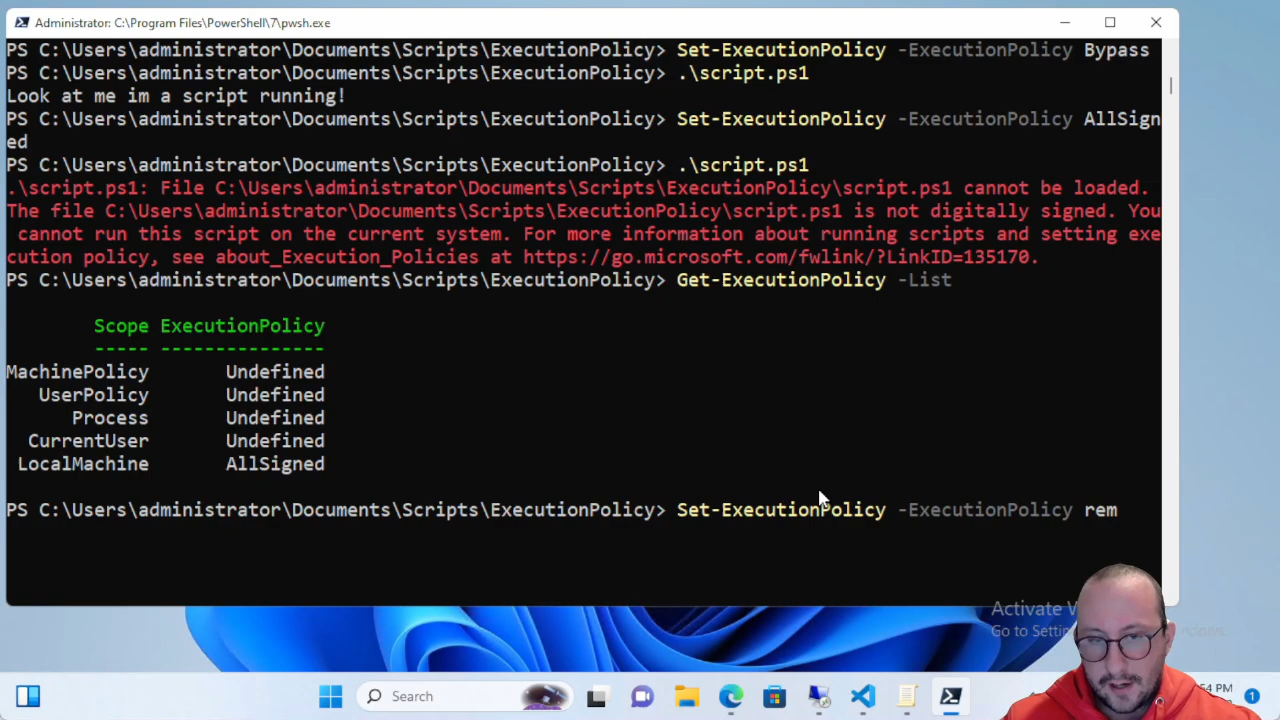 Administrator: C:\Program Files\PowerShell\7\pwsh.exe
PS C:\Users\administrator\Documents\Scripts\ExecutionPolicy> Set-ExecutionPolicy -ExecutionPolicy Bypass
PS C:\Users\administrator\Documents\Scripts\ExecutionPolicy> .\script.ps1
Look at me im a script running!
PS C:\Users\administrator\Documents\Scripts\ExecutionPolicy> Set-ExecutionPolicy -ExecutionPolicy AllSign
ed
PS C:\Users\administrator\Documents\Scripts\ExecutionPolicy> .\script.ps1
.\script.ps1: File C:\Users\administrator\Documents\Scripts\ExecutionPolicy\script.ps1 cannot be loaded.
The file C:\Users\administrator\Documents\Scripts\ExecutionPolicy\script.ps1 is not digitally signed. You
cannot run this script on the current system. For more information about running scripts and setting exe
cution policy, see about_Execution_Policies at https://go.microsoft.com/fwlink/?LinkID=135170.
PS C:\Users\administrator\Documents\Scripts\ExecutionPolicy> Get-ExecutionPolicy -List
Scope ExecutionPolicy
----- ---------------
MachinePolicy Undefined
UserPolicy Undefined
Process Undefined
CurrentUser Undefined
LocalMachine AllSigned
PS C:\Users\administrator\Documents\Scripts\ExecutionPolicy> Set-ExecutionPolicy -ExecutionPolicy rem
Activate
Go to
Search
PM
1